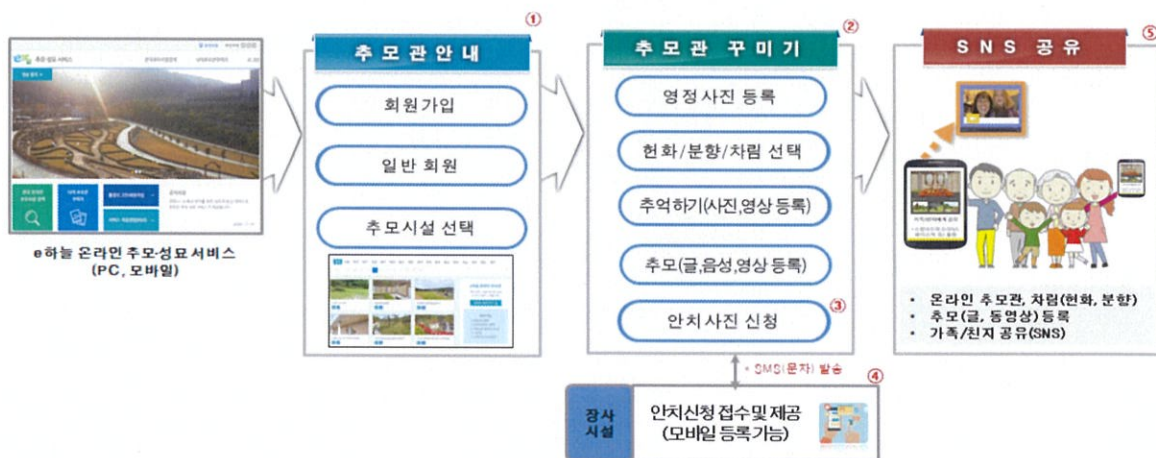 추모·성묘 서비스
e하늘 온라인 추모·성묘 서비스
(PC, 모바일)
①
추모관안내
회원가입
일반 회원
추모시설 선택
②
추모관 꾸미기
영정사진 등록
헌화/분향/차림 선택
추억하기(사진,영상 등록)
추모(글,음성,영상 등록)
③
안치사진 신청
* SMS(문자) 발송
④
장사
시설
안치신청 접수 및 제공
(모바일 등록가능)
⑤
SNS 공유
• 온라인 추모관, 차림(헌화, 분향)
• 추모(글, 동영상) 등록
• 가족/친지 공유(SNS)